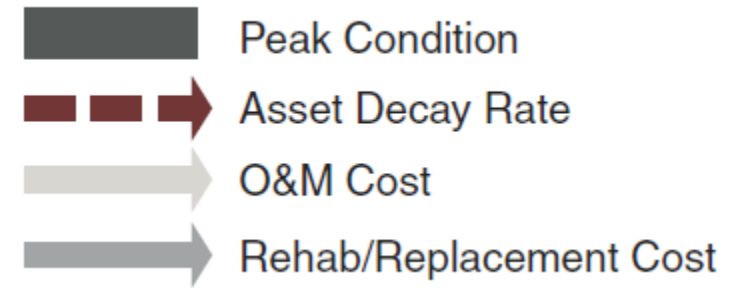 Peak Condition
Asset Decay Rate
O&M Cost
Rehab/Replacement Cost